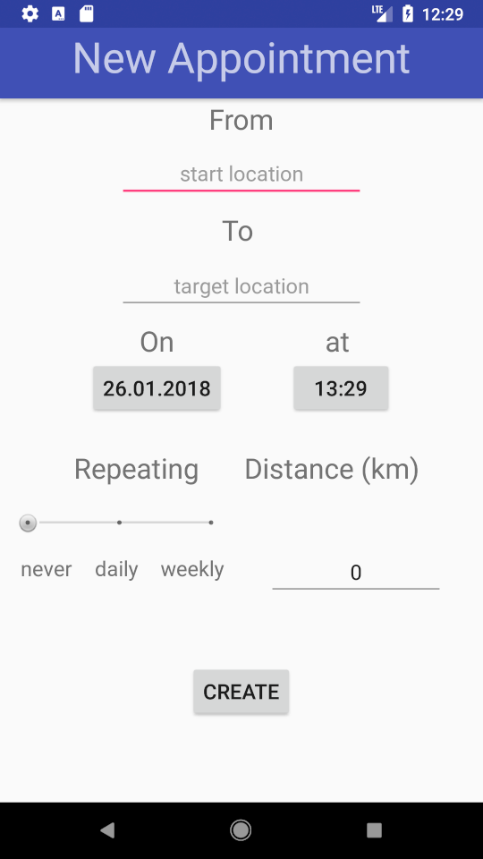 LTE 12:29
New Appointment
From
start location
To
target location
On at
26.01.2018 13:29
Repeating Distance (km)
never daily weekly 0
CREATE